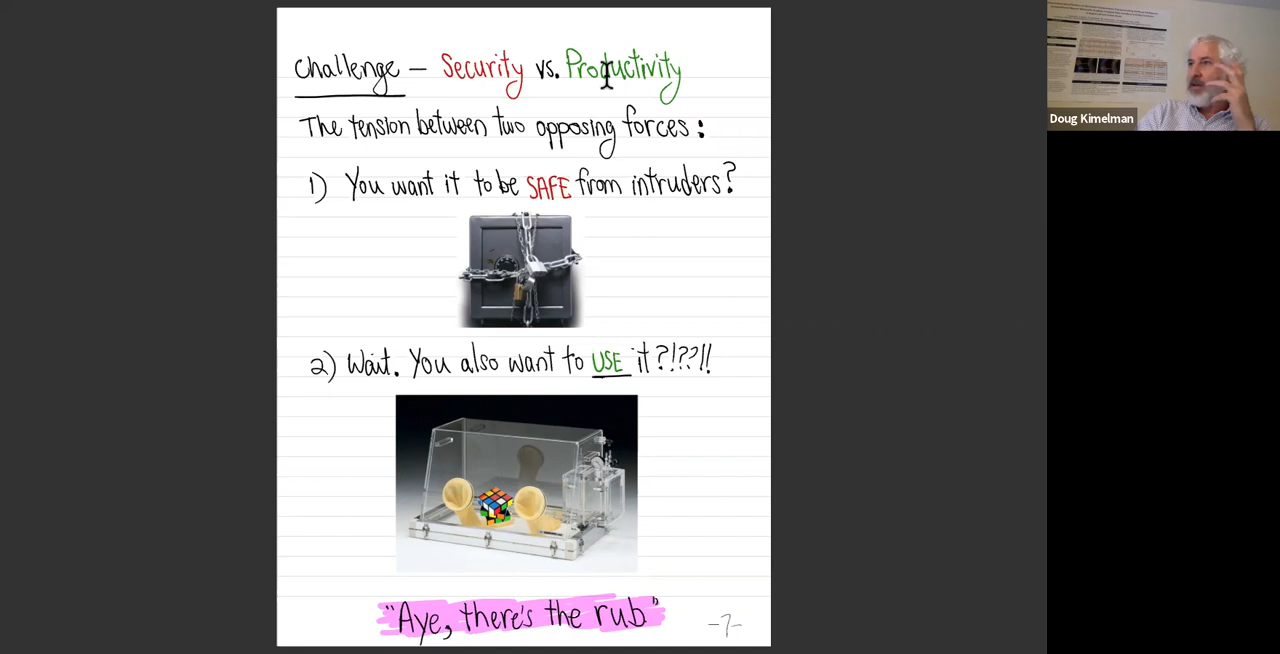 Challenge – Security vs. Productivity
The tension between two opposing forces:
1) You want it to be SAFE from intruders?
2) Wait. You also want to USE it?!??!!
"Aye, there's the rub"
-7-
Doug Kimelman